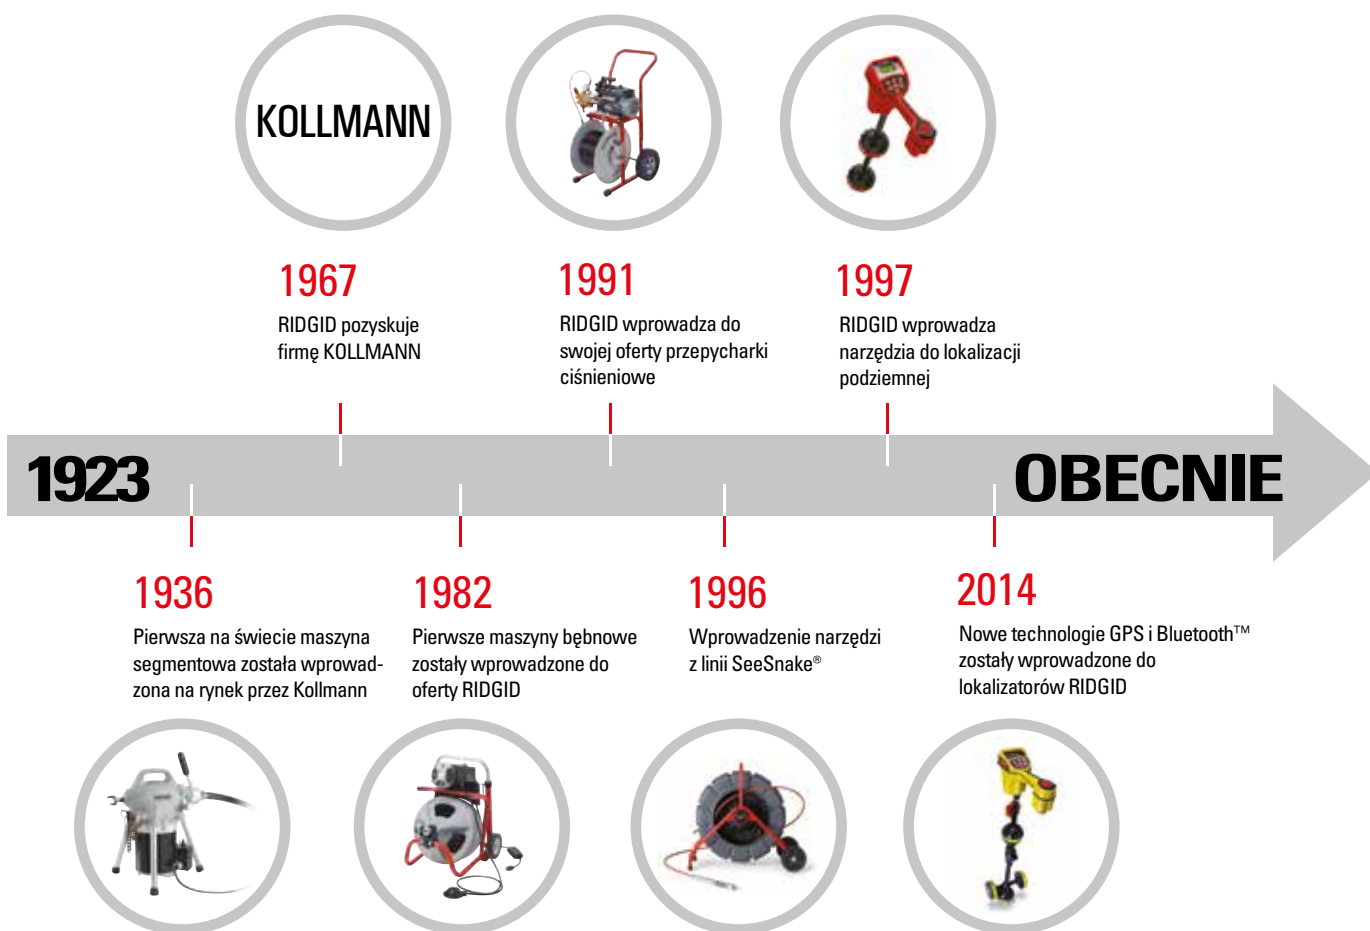 KOLLMANN
1967
RIDGID pozyskuje
firmę KOLLMANN
1991
RIDGID wprowadza do
swojej oferty przepycharki
ciśnieniowe
1997
RIDGID wprowadza
narzędzia do lokalizacji
podziemnej
1923
OBECNIE
1936
Pierwsza na świecie maszyna
segmentowa została wprowad-
zona na rynek przez Kollmann
1982
Pierwsze maszyny bębnowe
zostały wprowadzone do
oferty RIDGID
1996
Wprowadzenie narzędzi
z linii SeeSnake®
2014
Nowe technologie GPS i Bluetooth™
zostały wprowadzone do
lokalizatorów RIDGID